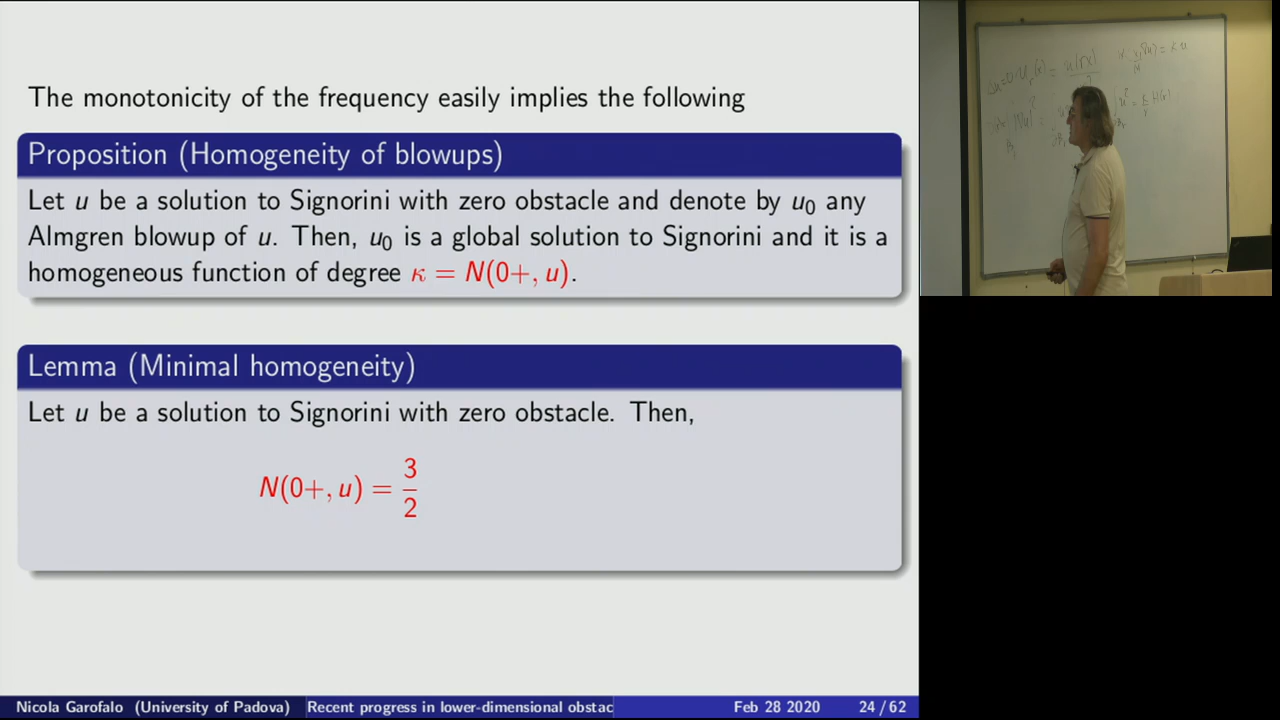 The monotonicity of the frequency easily implies the following
Proposition (Homogeneity of blowups)
Let u be a solution to Signorini with zero obstacle and denote by u₀ any
Almgren blowup of u. Then, u₀ is a global solution to Signorini and it is a
homogeneous function of degree κ = N(0+, u).
Lemma (Minimal homogeneity)
Let u be a solution to Signorini with zero obstacle. Then,
N(0+, u) = 3/2
Nicola Garofalo (University of Padova) Recent progress in lower-dimensional obstac Feb 28 2020 24 / 62